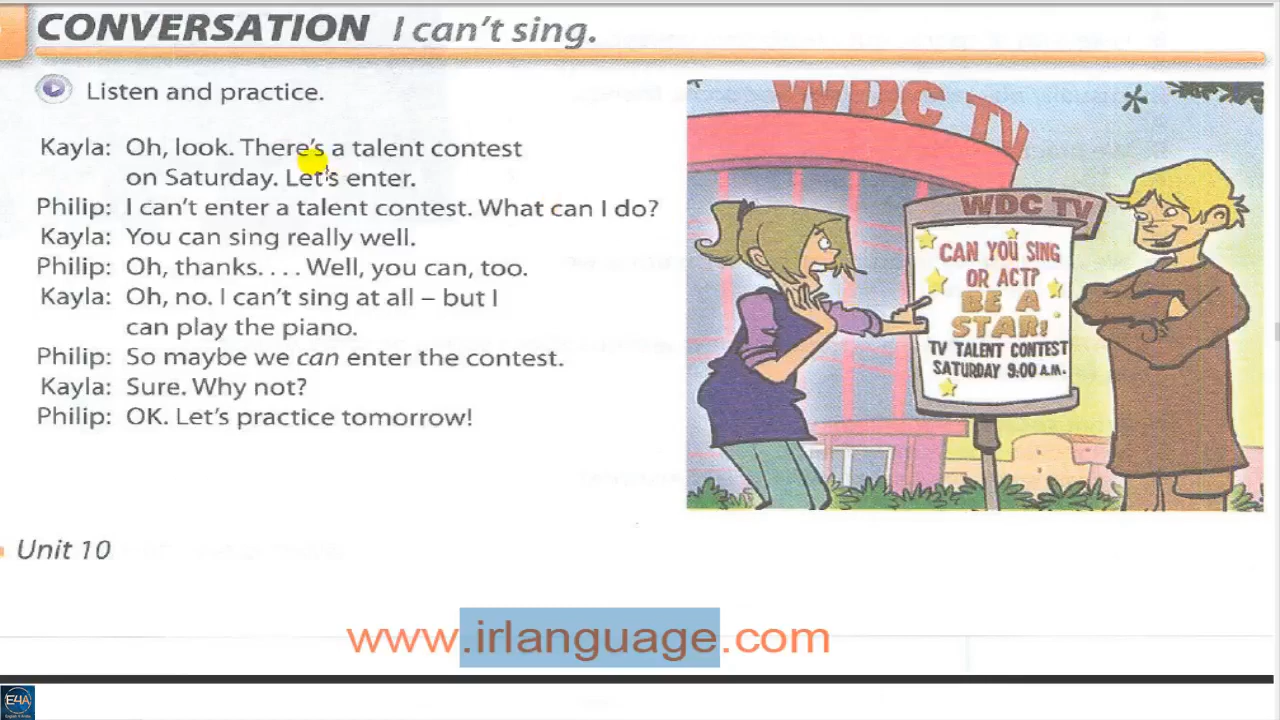 CONVERSATION I can't sing.
Listen and practice.
Kayla: Oh, look. There's a talent contest
on Saturday. Let's enter.
Philip: I can't enter a talent contest. What can I do?
Kayla: You can sing really well.
Philip: Oh, thanks. . . . Well, you can, too.
Kayla: Oh, no. I can't sing at all – but I
can play the piano.
Philip: So maybe we can enter the contest.
Kayla: Sure. Why not?
Philip: OK. Let's practice tomorrow!
WDC TV
WDC TV
CAN YOU SING
OR ACT?
BE A
STAR!
TV TALENT CONTEST
SATURDAY 9:00 A.M.
Unit 10
www.irlanguage.com
E4A